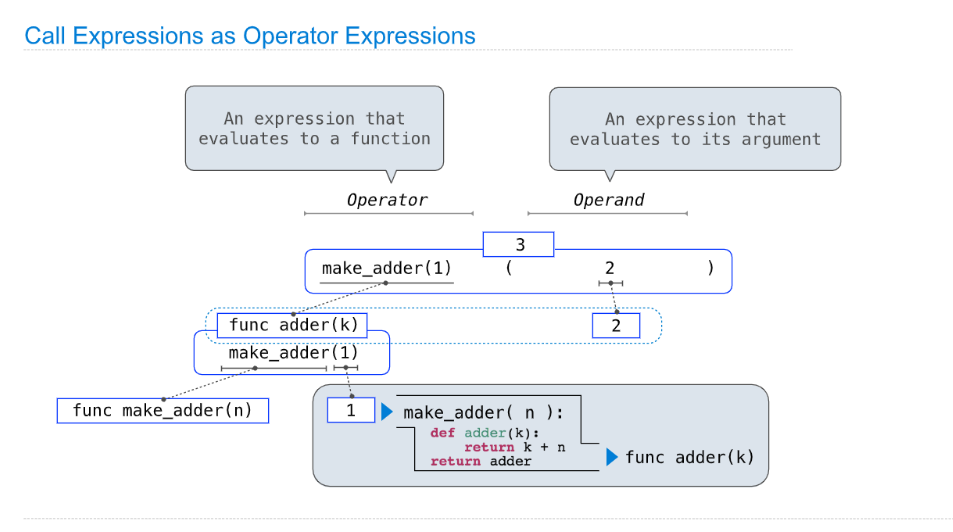 Call Expressions as Operator Expressions
An expression that
evaluates to a function
An expression that
evaluates to its argument
Operator
Operand
3
make_adder(1) ( 2 )
func adder(k)
2
make_adder(1)
func make_adder(n)
1
make_adder( n ):
def adder(k):
return k + n
return adder
func adder(k)